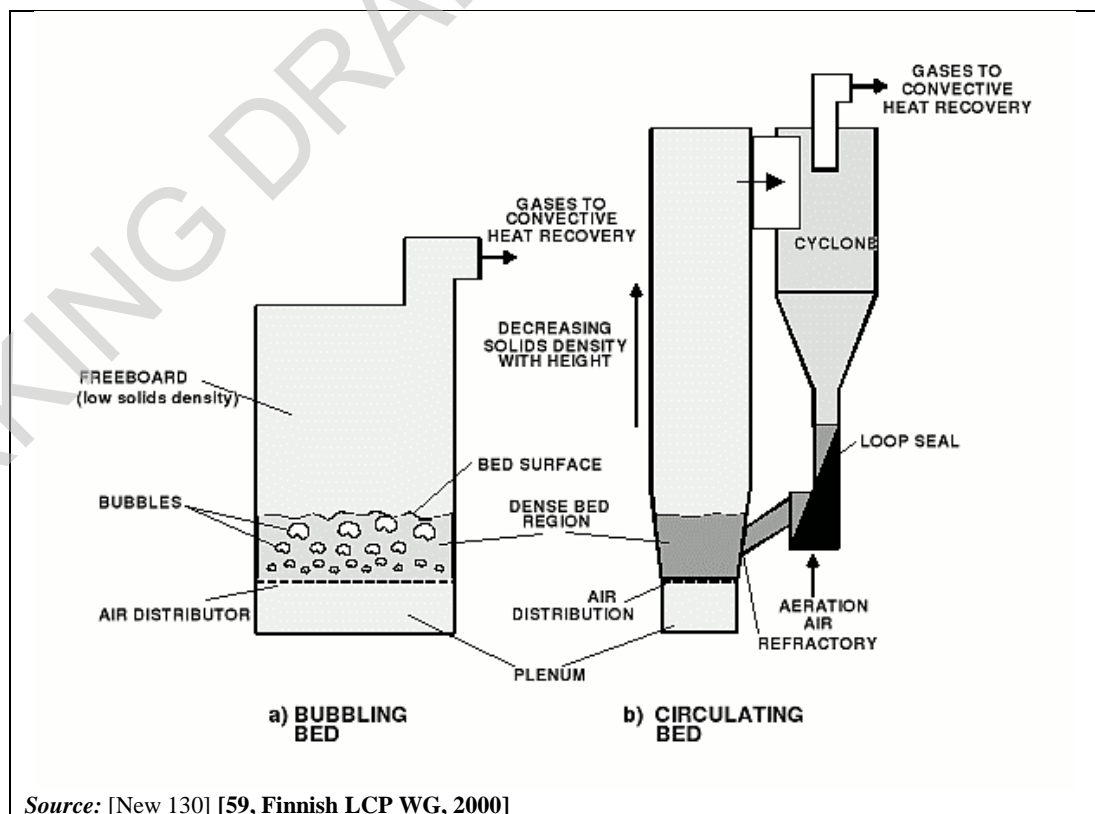 KING DRA
GASES TO
CONVECTIVE
HEAT RECOVERY
GASES TO
CONVECTIVE
HEAT RECOVERY
CYCLONE
DECREASING
SOLIDS DENSITY
WITH HEIGHT
FREEBOARD
(low solids density)
LOOP SEAL
BED SURFACE
BUBBLES
DENSE BED
REGION
AIR DISTRIBUTOR
AIR
DISTRIBUTION
AERATION
AIR
REFRACTORY
PLENUM
a) BUBBLING
BED
b) CIRCULATING
BED
Source: [New 130] [59, Finnish LCP WG, 2000]